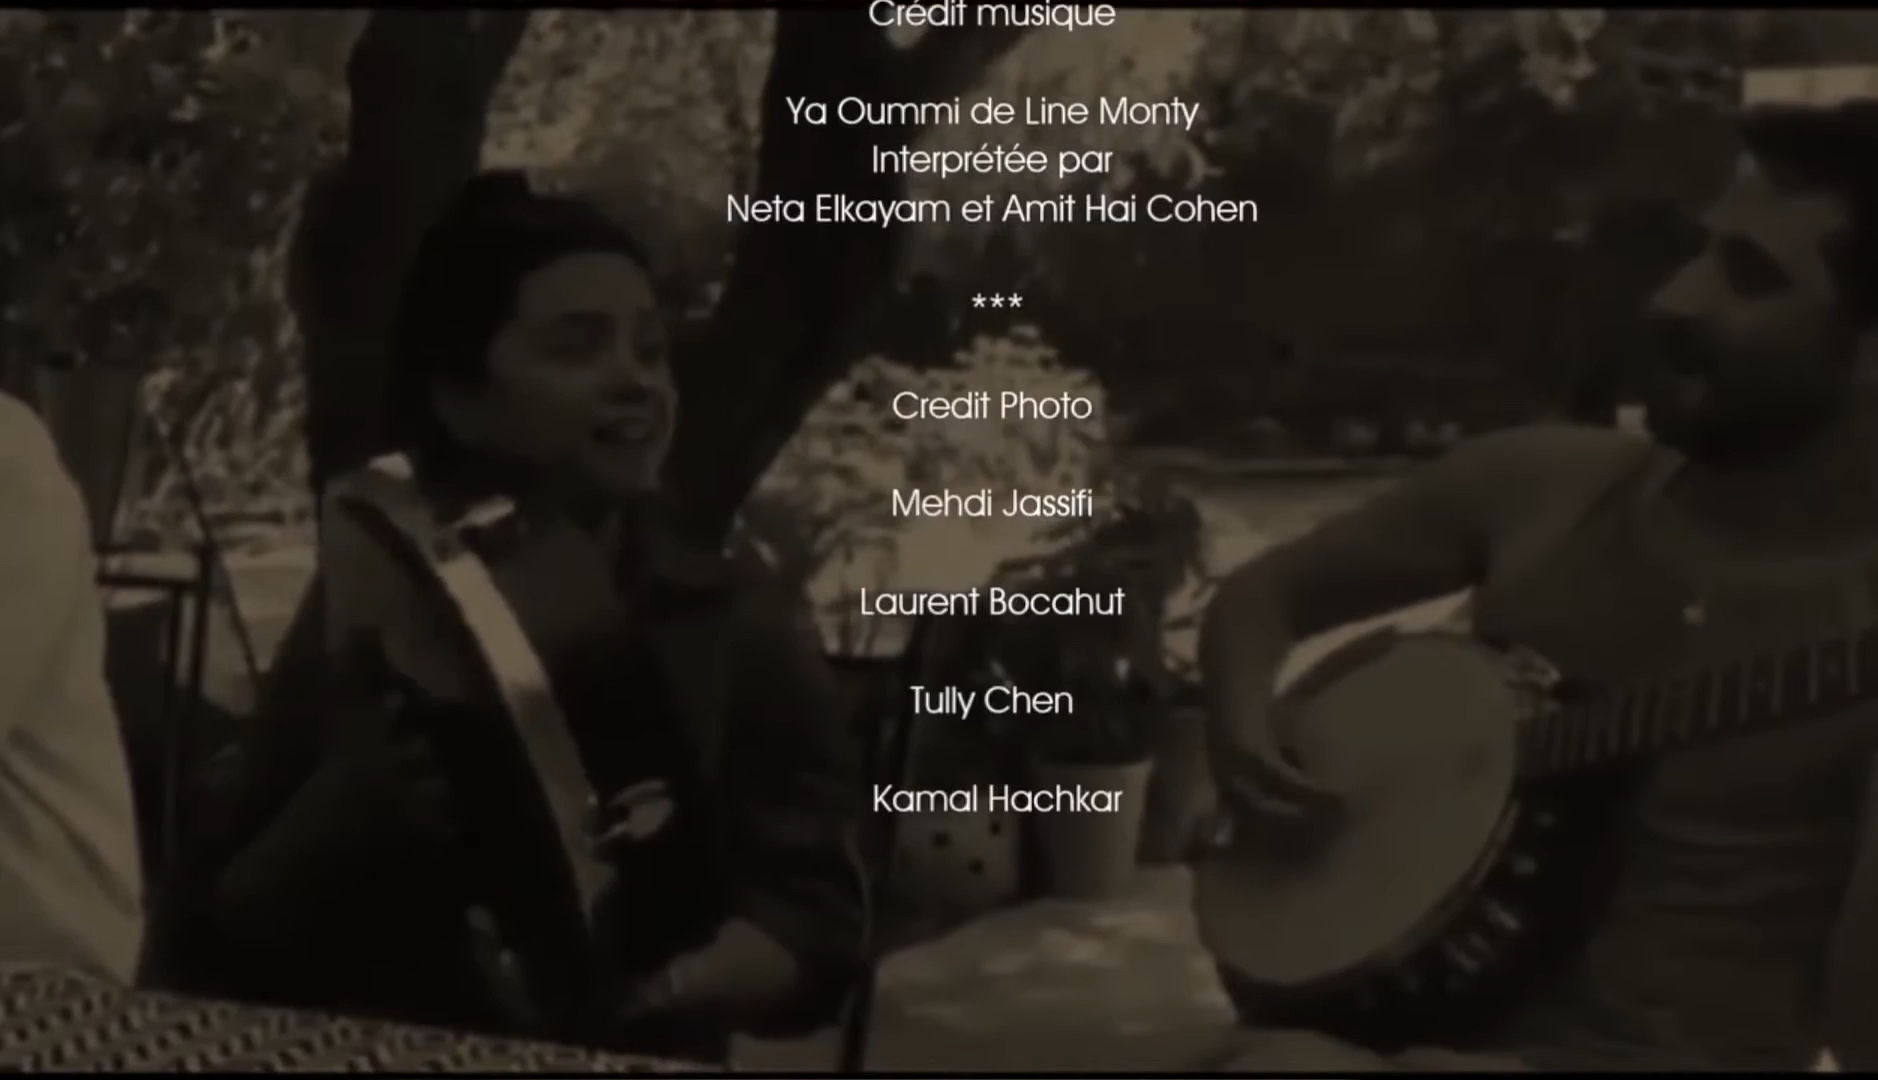 Crédit musique
Ya Oummi de Line Monty
Interprétée par
Neta Elkayam et Amit Hai Cohen
***
Credit Photo
Mehdi Jassifi
Laurent Bocahut
Tully Chen
Kamal Hachkar